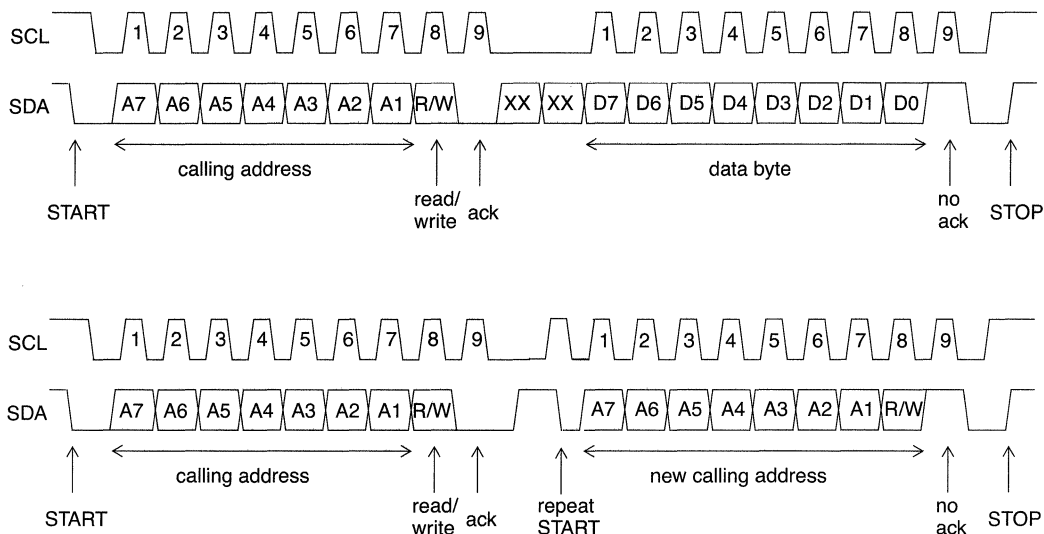 SCL 1 2 3 4 5 6 7 8 9 1 2 3 4 5 6 7 8 9
SDA A7 A6 A5 A4 A3 A2 A1 R/W XX XX D7 D6 D5 D4 D3 D2 D1 D0
calling address data byte
START read/ write ack no ack STOP
SCL 1 2 3 4 5 6 7 8 9 1 2 3 4 5 6 7 8 9
SDA A7 A6 A5 A4 A3 A2 A1 R/W A7 A6 A5 A4 A3 A2 A1 R/W
calling address new calling address
START read/ write ack repeat START no ack STOP